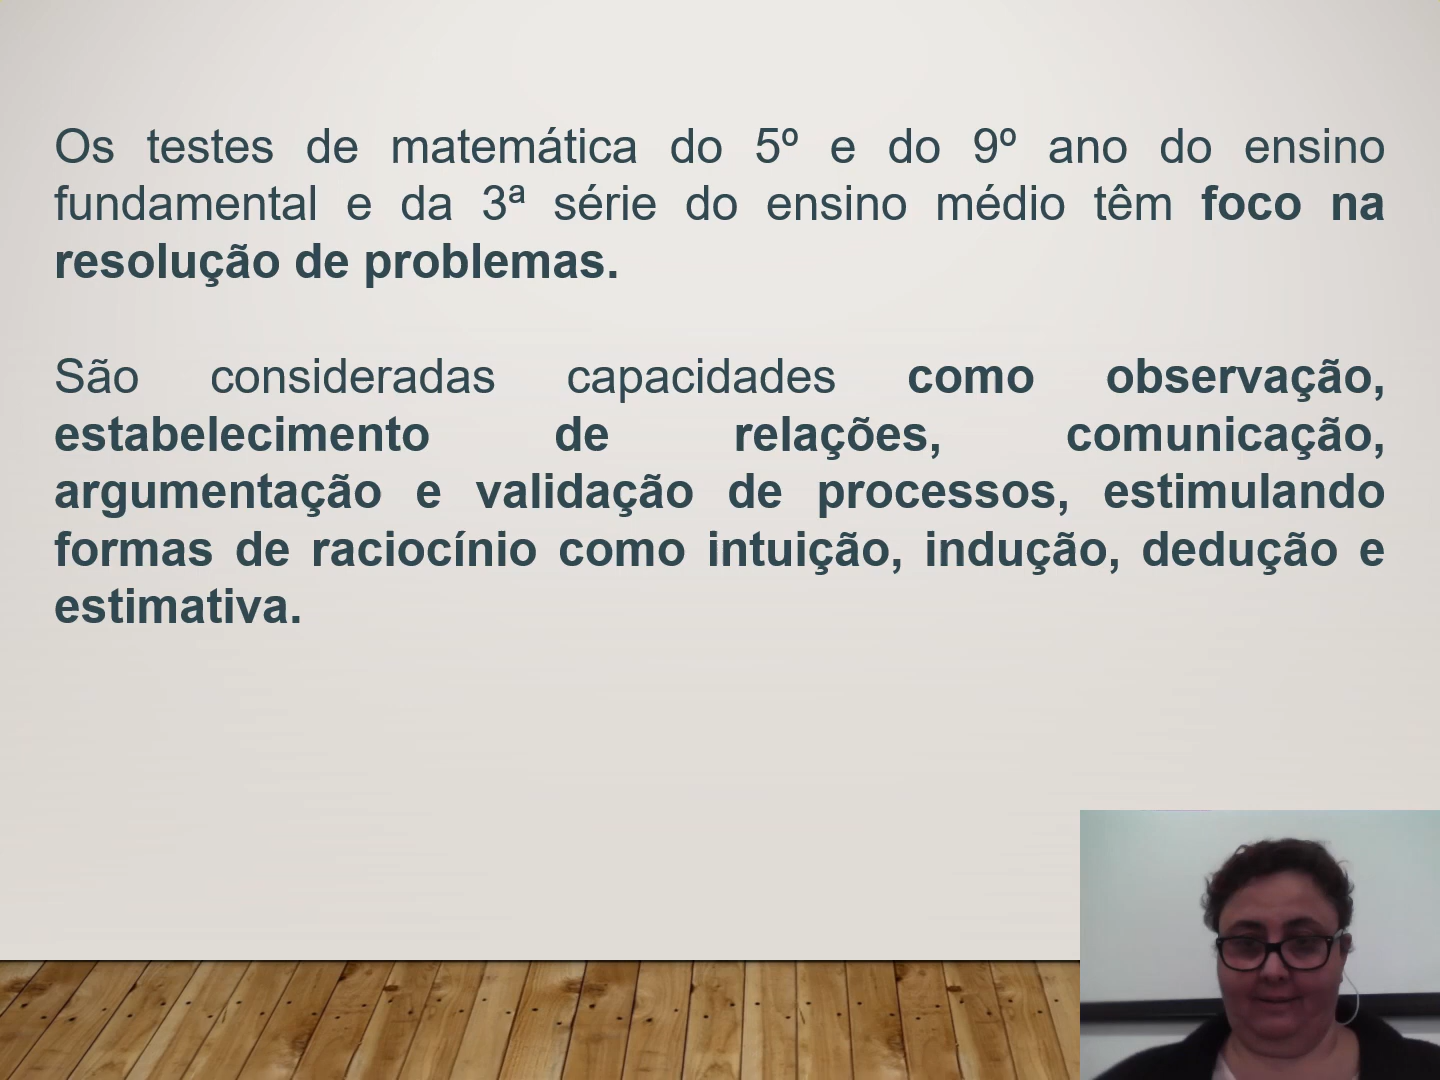 Os testes de matemática do 5º e do 9º ano do ensino
fundamental e da 3ª série do ensino médio têm foco na
resolução de problemas.
São consideradas capacidades como observação,
estabelecimento de relações, comunicação,
argumentação e validação de processos, estimulando
formas de raciocínio como intuição, indução, dedução e
estimativa.